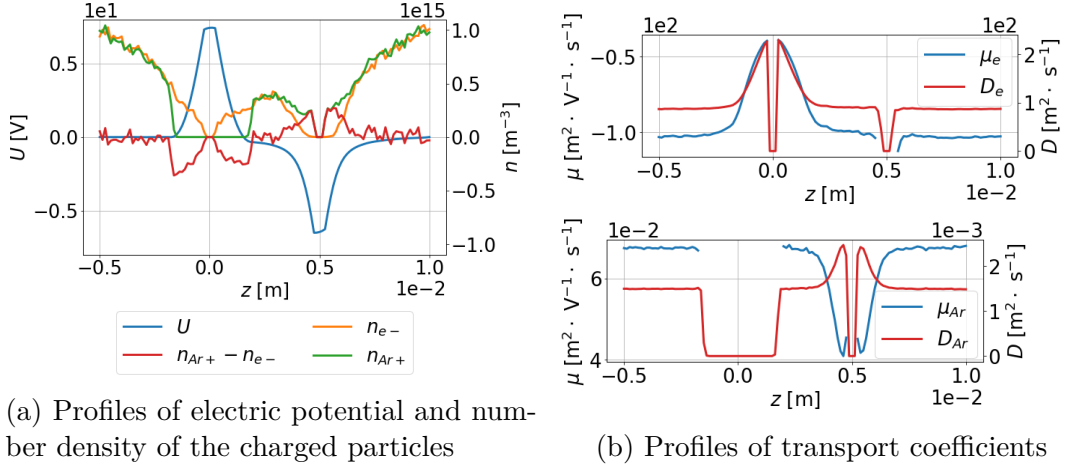 1e1
1e15
0.5
0.0
−0.5
U [V]
1.0
0.5
0.0
−0.5
−1.0
n [m⁻³]
−0.5
0.0
0.5
1.0
z [m]
1e−2
U
n_{e−}
n_{Ar+} − n_{e−}
n_{Ar+}
(a) Profiles of electric potential and num-
ber density of the charged particles
1e2
1e0
−0.5
−1.0
μ [m²· V⁻¹· s⁻¹]
2
1
0
D [m²· s⁻¹]
μ_e
D_e
−0.5
0.0
0.5
1.0
z [m]
1e−2
1e−2
1e−3
6
4
μ [m²· V⁻¹· s⁻¹]
2
1
0
D [m²· s⁻¹]
μ_{Ar}
D_{Ar}
−0.5
0.0
0.5
1.0
z [m]
1e−2
(b) Profiles of transport coefficients